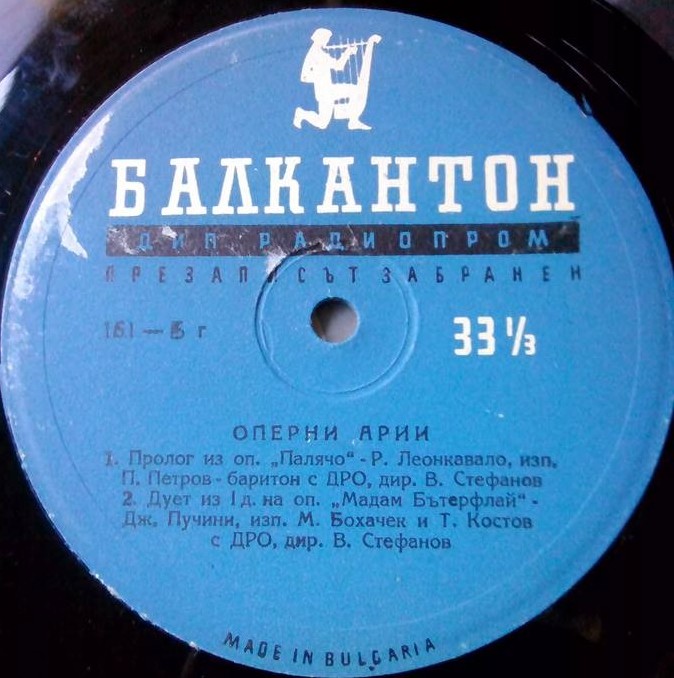 БАЛКАНТОН
ДИП РАДИОПРОМ
ПРЕЗАПИСЪТ ЗАБРАНЕН
г
33 1/3
ОПЕРНИ АРИИ
1. Пролог из оп. „Палячо" - Р. Леонкавало, изп.
П. Петров - баритон с ДРО, дир. В. Стефанов
2. Дует из I д. на оп. „Мадам Бътерфлай" -
Дж. Пучини, изп. М. Бохачек и Т. Костов
с ДРО, дир. В. Стефанов
MADE IN BULGARIA